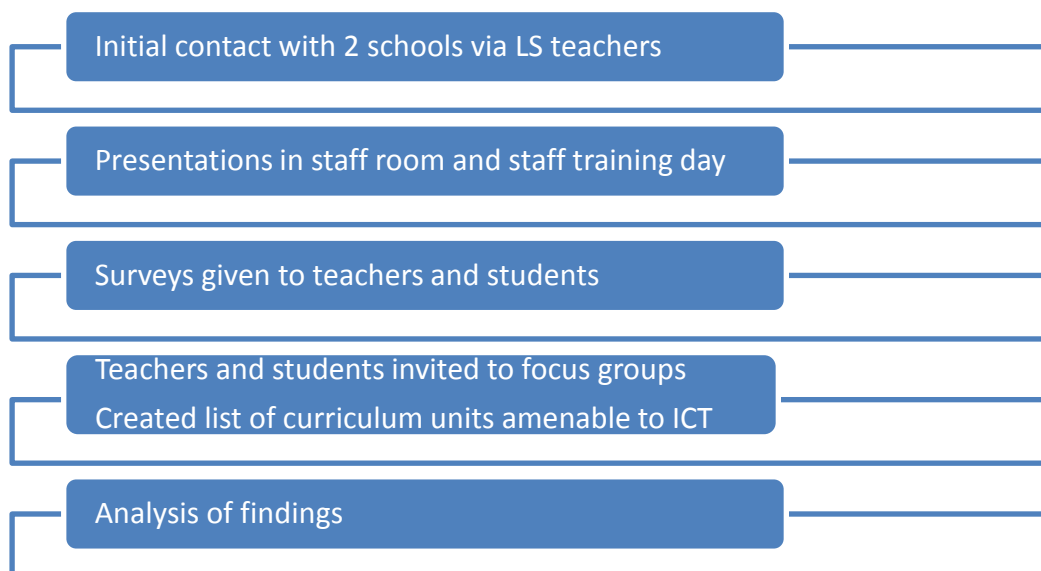 Initial contact with 2 schools via LS teachers
Presentations in staff room and staff training day
Surveys given to teachers and students
Teachers and students invited to focus groups
Created list of curriculum units amenable to ICT
Analysis of findings